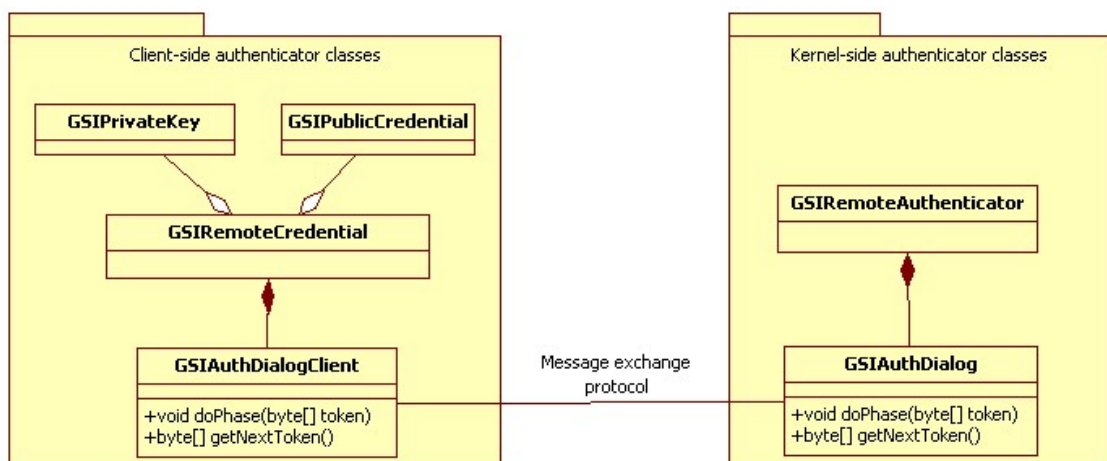 Client-side authenticator classes
Kernel-side authenticator classes
GSIPrivateKey
GSIPublicCredential
GSIRemoteCredential
GSIRemoteAuthenticator
GSIAuthDialogClient
+void doPhase(byte[] token)
+byte[] getNextToken()
Message exchange
protocol
GSIAuthDialog
+void doPhase(byte[] token)
+byte[] getNextToken()